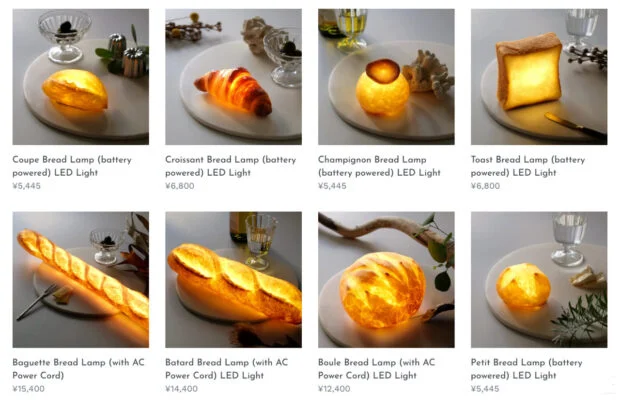 Coupe Bread Lamp (battery
powered) LED Light
¥5,445
Croissant Bread Lamp (battery
powered) LED Light
¥6,800
Champignon Bread Lamp
(battery powered) LED Light
¥5,445
Toast Bread Lamp (battery
powered) LED Light
¥6,800
Baguette Bread Lamp (with AC
Power Cord)
¥15,400
Batard Bread Lamp (with AC
Power Cord) LED Light
¥14,400
Boule Bread Lamp (with AC
Power Cord) LED Light
¥12,400
Petit Bread Lamp (battery
powered) LED Light
¥5,445